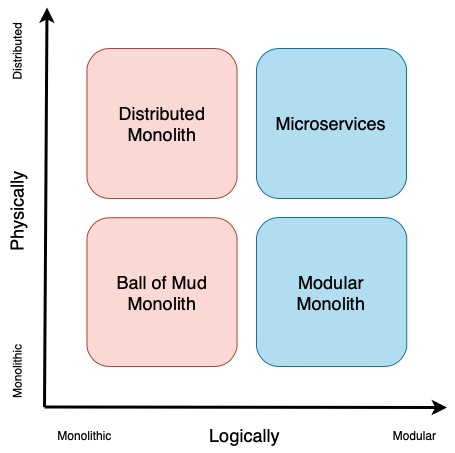 Distributed
Physically
Monolithic
Distributed
Monolith
Microservices
Ball of Mud
Monolith
Modular
Monolith
Monolithic
Logically
Modular